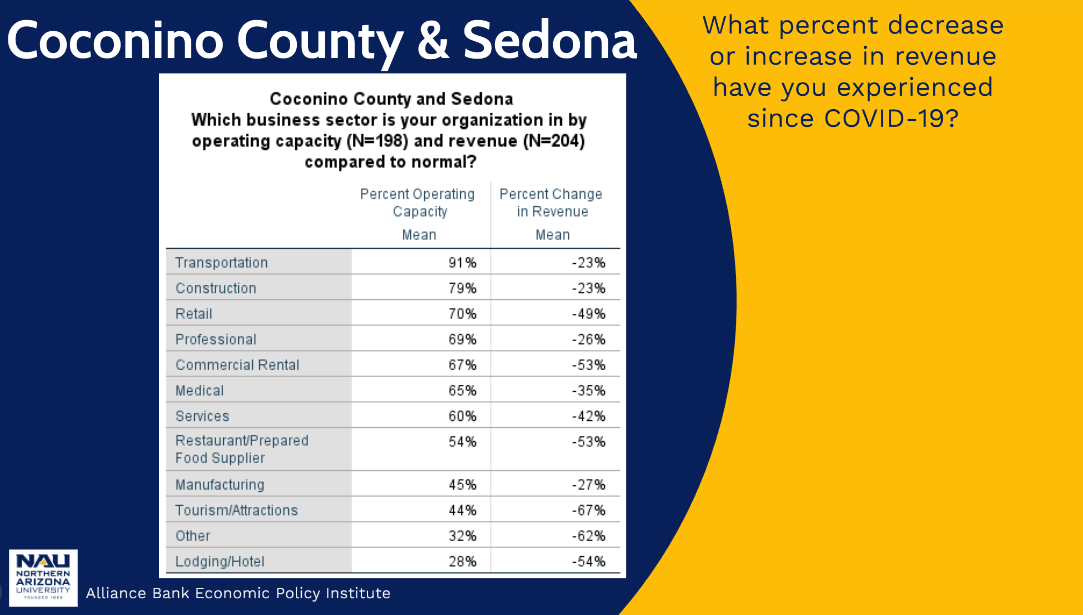 Coconino County & Sedona
What percent decrease
or increase in revenue
have you experienced
since COVID-19?
Coconino County and Sedona
Which business sector is your organization in by
operating capacity (N=198) and revenue (N=204)
compared to normal?
Percent Operating Capacity Percent Change in Revenue
Mean Mean
Transportation 91% -23%
Construction 79% -23%
Retail 70% -49%
Professional 69% -26%
Commercial Rental 67% -53%
Medical 65% -35%
Services 60% -42%
Restaurant/Prepared Food Supplier 54% -53%
Manufacturing 45% -27%
Tourism/Attractions 44% -67%
Other 32% -62%
Lodging/Hotel 28% -54%
NAU
NORTHERN
ARIZONA
UNIVERSITY
FOUNDED 1899
Alliance Bank Economic Policy Institute